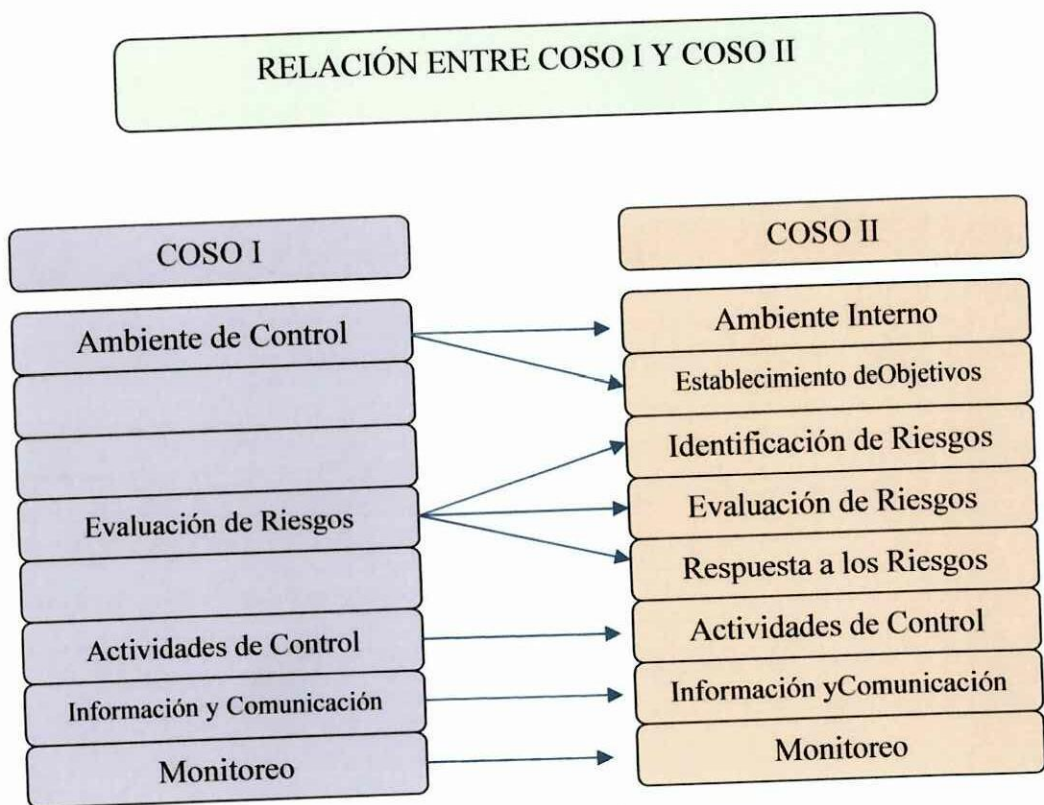 RELACIÓN ENTRE COSO I Y COSO II
COSO I
Ambiente de Control
Evaluación de Riesgos
Actividades de Control
Información y Comunicación
Monitoreo
COSO II
Ambiente Interno
Establecimiento deObjetivos
Identificación de Riesgos
Evaluación de Riesgos
Respuesta a los Riesgos
Actividades de Control
Información yComunicación
Monitoreo